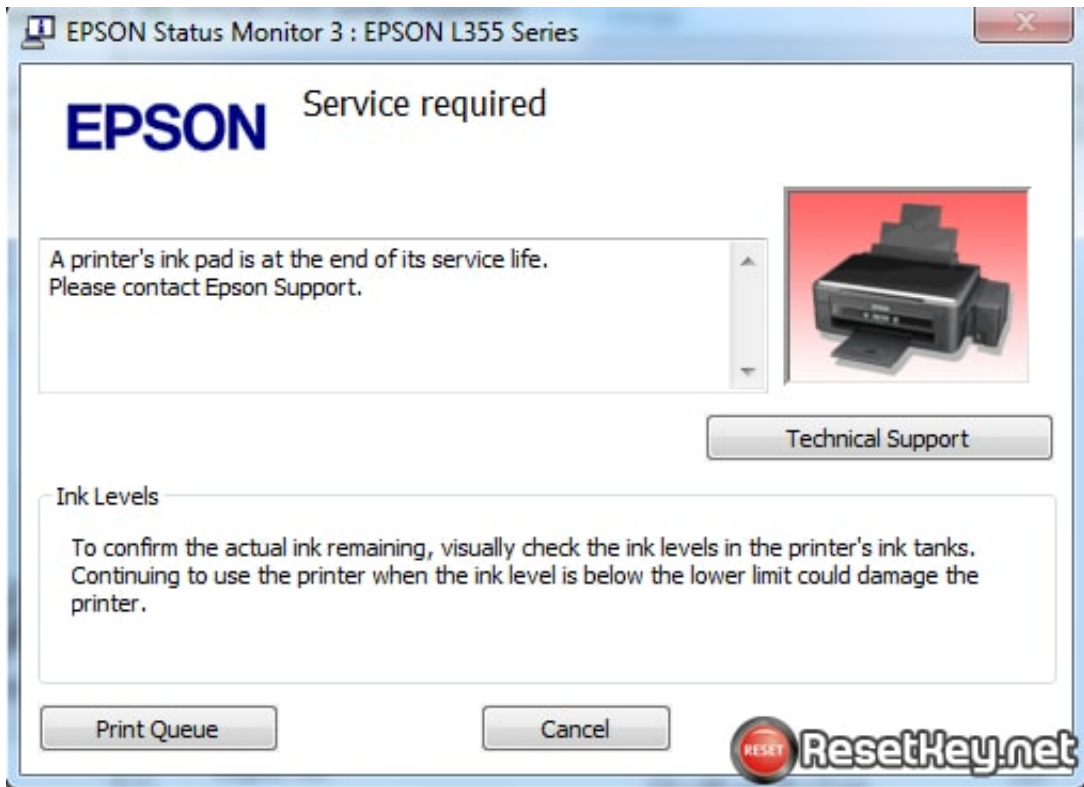 EPSON Status Monitor 3 : EPSON L355 Series
EPSON
Service required
A printer's ink pad is at the end of its service life.
Please contact Epson Support.
Technical Support
Ink Levels
To confirm the actual ink remaining, visually check the ink levels in the printer's ink tanks.
Continuing to use the printer when the ink level is below the lower limit could damage the
printer.
Print Queue
Cancel
RESET
ResetKey.net